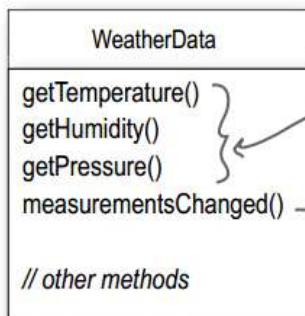 WeatherData
getTemperature()
getHumidity()
getPressure()
measurementsChanged()
// other methods